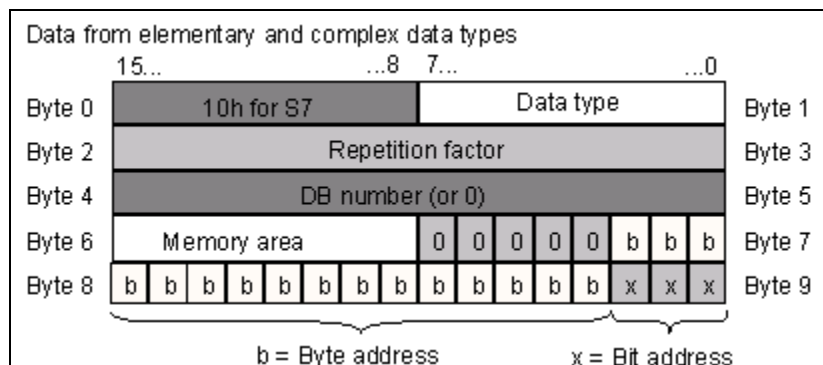 Data from elementary and complex data types
15... ...8 7... ...0
Byte 0 10h for S7 Data type Byte 1
Byte 2 Repetition factor Byte 3
Byte 4 DB number (or 0) Byte 5
Byte 6 Memory area 0 0 0 0 0 b b b Byte 7
Byte 8 b b b b b b b b b b b b b x x x Byte 9
b = Byte address x = Bit address